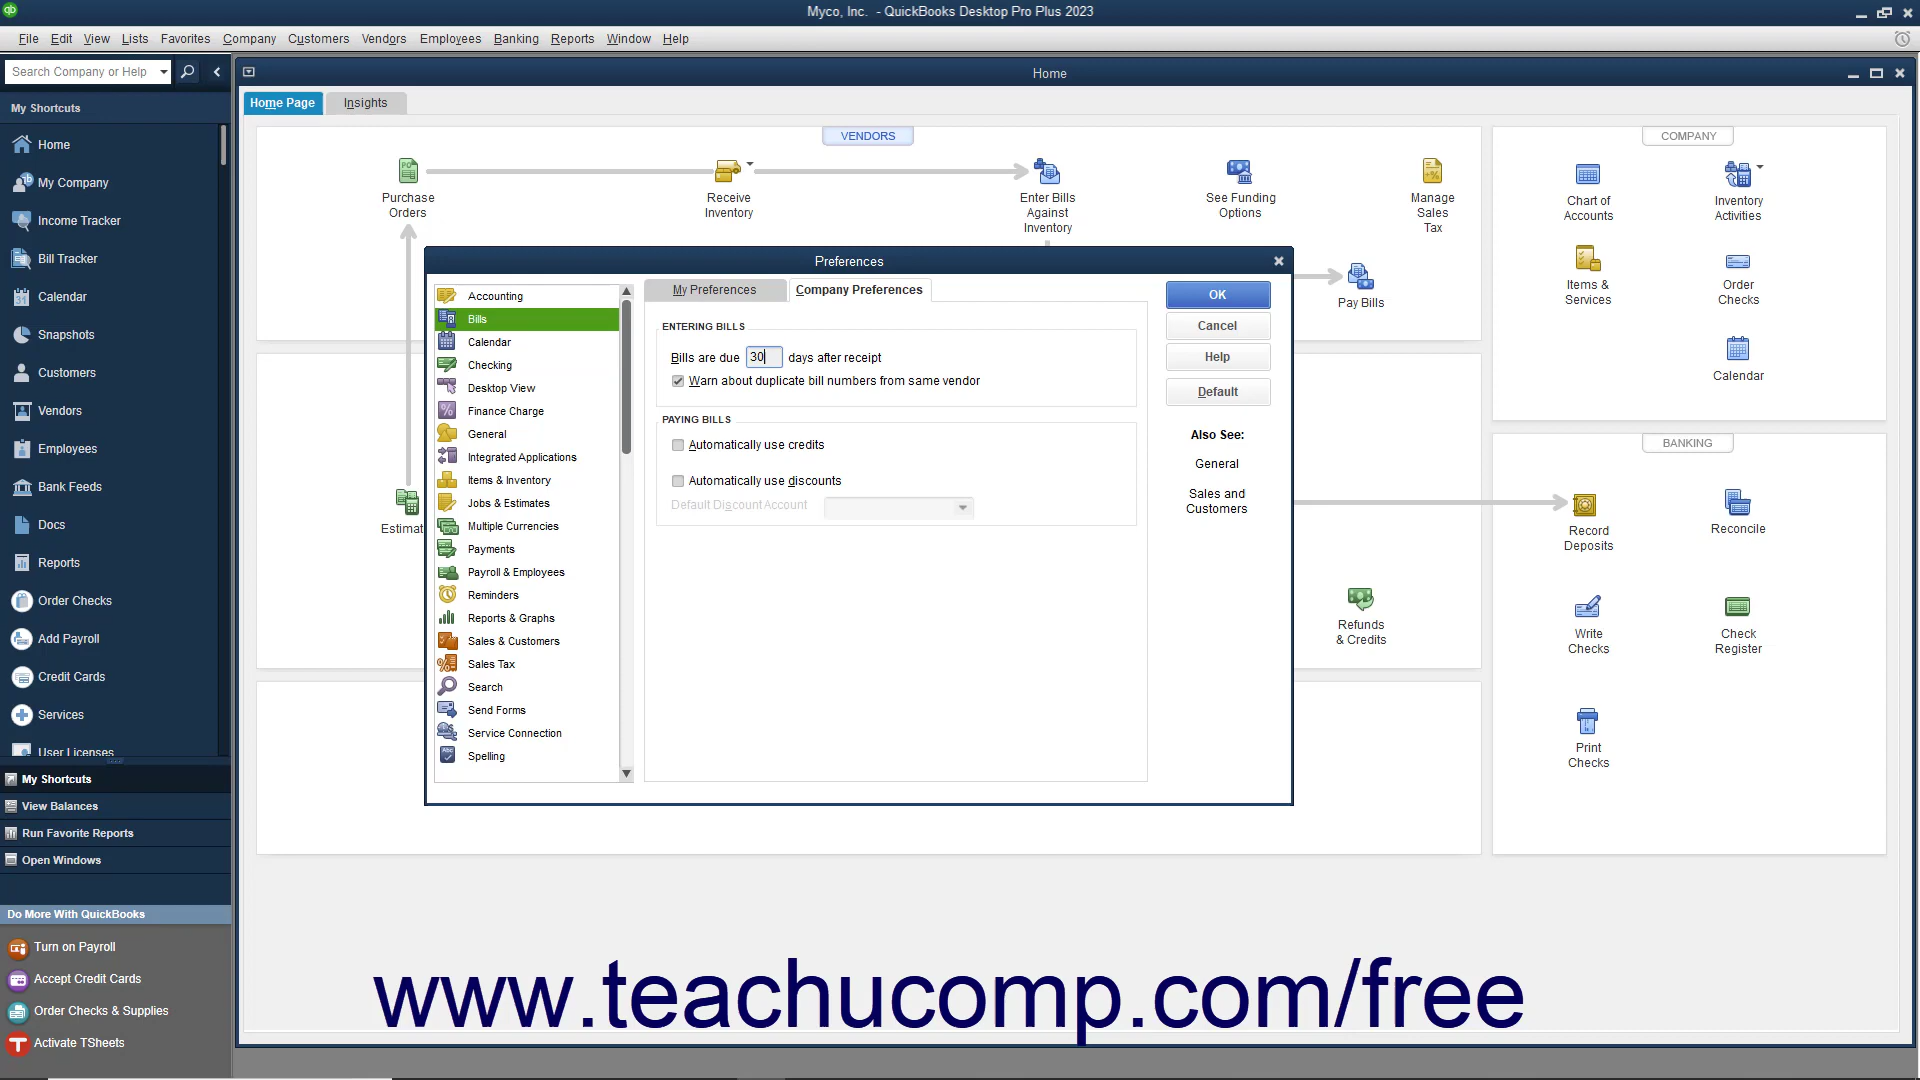 Myco, Inc. - QuickBooks Desktop Pro Plus 2023
File Edit View Lists Favorites Company Customers Vendors Employees Banking Reports Window Help
Search Company or Help
My Shortcuts
Home
My Company
Income Tracker
Bill Tracker
Calendar
Snapshots
Customers
Vendors
Employees
Bank Feeds
Docs
Reports
Order Checks
Add Payroll
Credit Cards
Services
User Licenses
My Shortcuts
View Balances
Run Favorite Reports
Open Windows
Do More With QuickBooks
Turn on Payroll
Accept Credit Cards
Order Checks & Supplies
Activate TSheets
Home
Home Page Insights
VENDORS
Purchase
Orders
Receive
Inventory
Enter Bills
Against
Inventory
See Funding
Options
Manage
Sales
Tax
Pay Bills
Estimat
Refunds
& Credits
COMPANY
Chart of
Accounts
Inventory
Activities
Items &
Services
Order
Checks
Calendar
BANKING
Record
Deposits
Reconcile
Write
Checks
Check
Register
Print
Checks
Preferences
Accounting
Bills
Calendar
Checking
Desktop View
Finance Charge
General
Integrated Applications
Items & Inventory
Jobs & Estimates
Multiple Currencies
Payments
Payroll & Employees
Reminders
Reports & Graphs
Sales & Customers
Sales Tax
Search
Send Forms
Service Connection
Spelling
My Preferences Company Preferences
ENTERING BILLS
Bills are due 30 days after receipt
Warn about duplicate bill numbers from same vendor
PAYING BILLS
Automatically use credits
Automatically use discounts
Default Discount Account
OK
Cancel
Help
Default
Also See:
General
Sales and
Customers
www.teachucomp.com/free